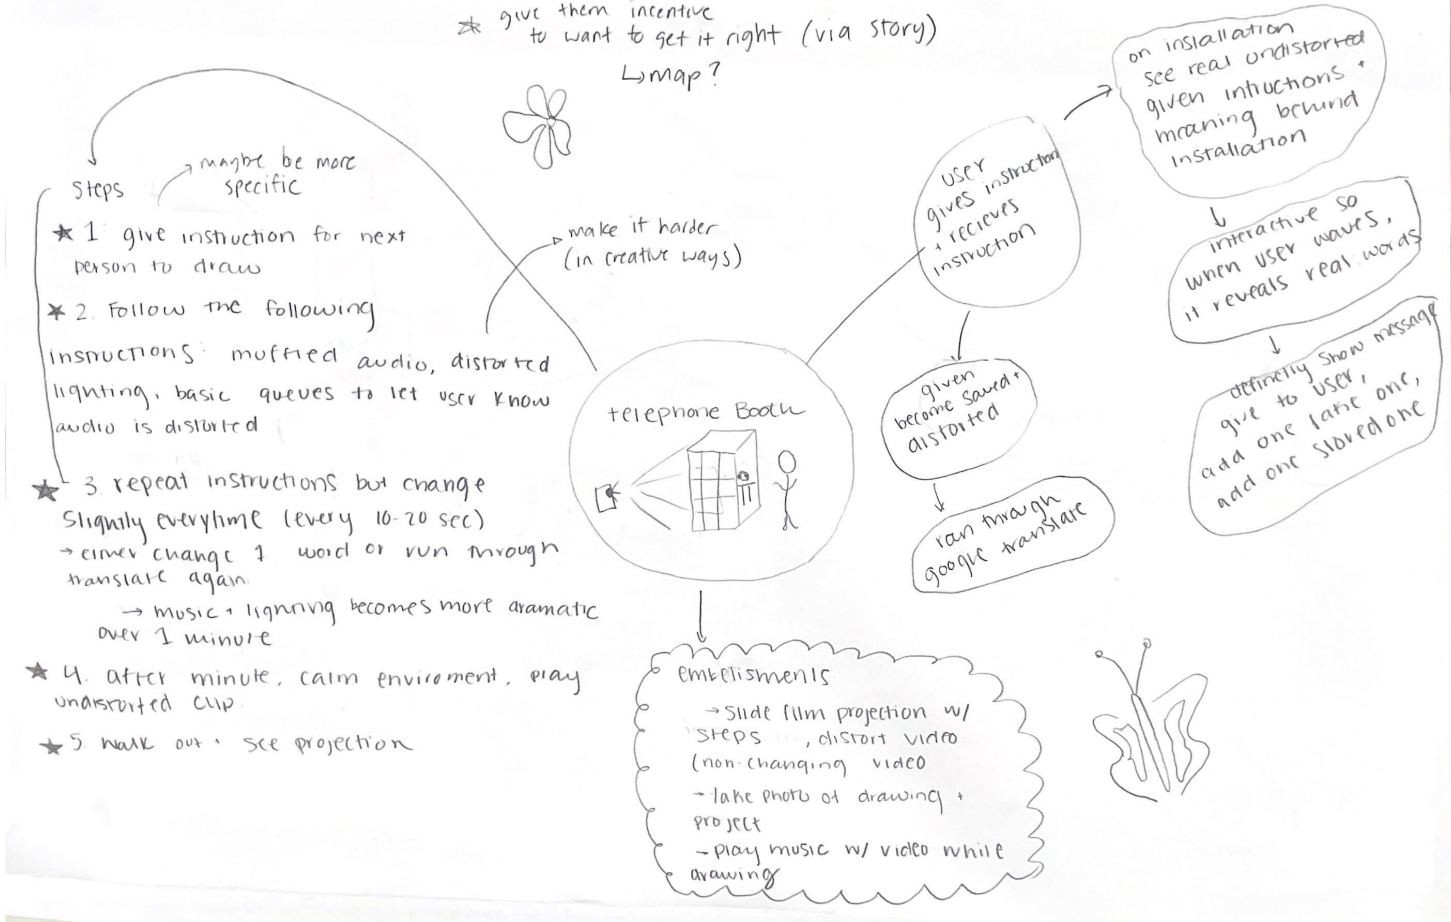 ☆ give them incentive
to want to get it right (via story)
↳ map?
steps
→ maybe be more
specific
★ 1 give instruction for next
person to draw
★ 2. Follow the following
instructions: muffled audio, distorted
lighting, basic queues to let user know
audio is distorted
→ make it harder
(in creative ways)
★ 3. repeat instructions but change
slightly everytime (every 10-20 sec)
→ either change 1 word or run through
translate again
→ music + lighting becomes more dramatic
over 1 minute
★ 4. after minute, calm enviroment, play
undistorted clip
★ 5. walk out + see projection
telephone Booth
embelisments
→ slide film projection w/
steps , distort video
(non-changing video
- take photo of drawing +
project
- play music w/ video while
drawing
user
gives instruction
+ recieves
instruction
given
become saved +
distorted
ran through
google translate
on installation
see real undistorted
given intructions +
meaning behind
installation
interactive so
when user waves,
it reveals real words
definetly show message
give to user,
add one fake one,
add one stored one